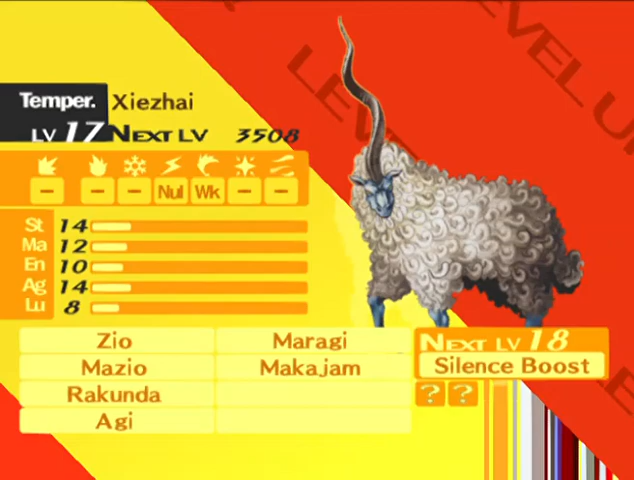 LEVEL UP
LEVEL
Temper. Xiezhai
LV 17 NEXT LV 3508
- - - Nul Wk - -
St 14
Ma 12
En 10
Ag 14
Lu 8
Zio Maragi
Mazio Makajam
Rakunda
Agi
NEXT LV 18
Silence Boost
? ?